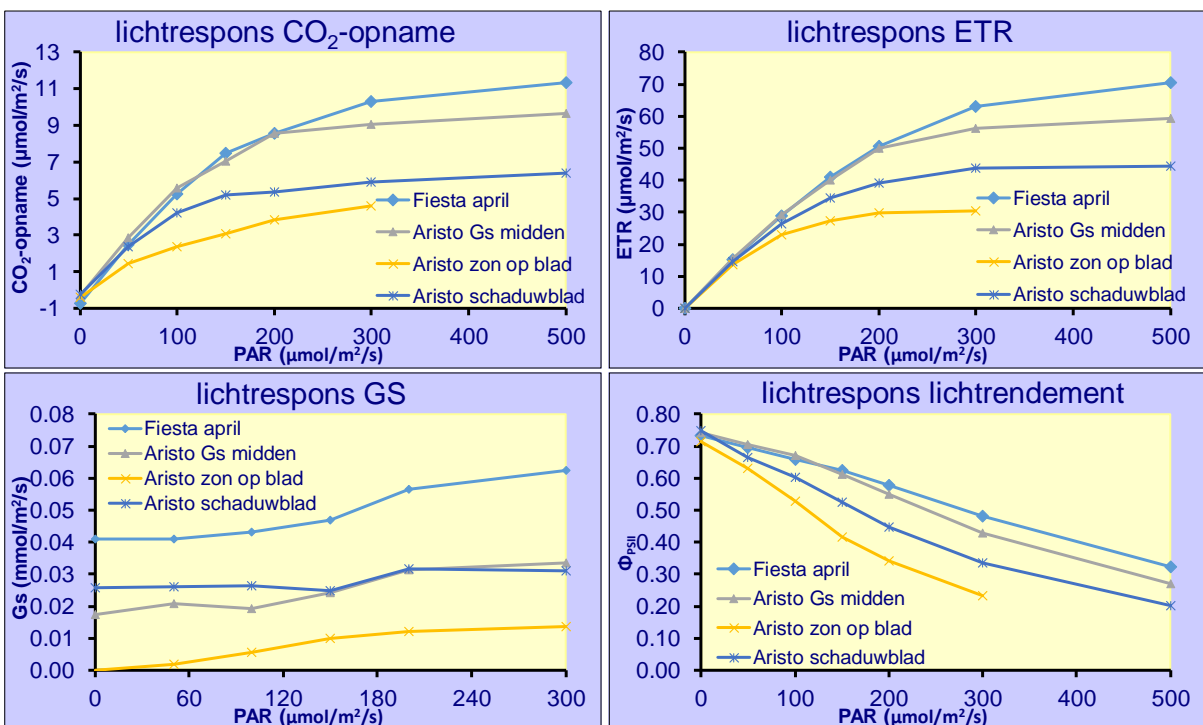 lichtrespons CO₂-opname
CO₂-opname (µmol/m²/s)
13
11
9
7
5
3
1
-1
0 100 200 300 400 500
PAR (µmol/m²/s)
Fiesta april
Aristo Gs midden
Aristo zon op blad
Aristo schaduwblad
lichtrespons ETR
ETR (µmol/m²/s)
80
70
60
50
40
30
20
10
0
0 100 200 300 400 500
PAR (µmol/m²/s)
Fiesta april
Aristo Gs midden
Aristo zon op blad
Aristo schaduwblad
lichtrespons GS
Gs (mmol/m²/s)
0.08
0.07
0.06
0.05
0.04
0.03
0.02
0.01
0.00
0 60 120 180 240 300
PAR (µmol/m²/s)
Fiesta april
Aristo Gs midden
Aristo zon op blad
Aristo schaduwblad
lichtrespons lichtrendement
ΦPSII
0.80
0.70
0.60
0.50
0.40
0.30
0.20
0.10
0.00
0 100 200 300 400 500
PAR (µmol/m²/s)
Fiesta april
Aristo Gs midden
Aristo zon op blad
Aristo schaduwblad